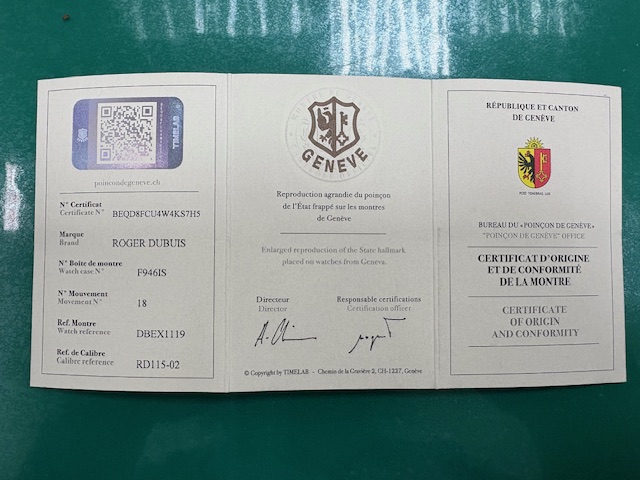 TIMELAB
poincondegeneve.ch
N° Certificat
Certificate N° BEQD8FCU4W4KS7H5
Marque
Brand ROGER DUBUIS
N° Boite de montre
Watch case N° F946IS
N° Mouvement
Movement N° 18
Ref. Montre
Watch reference DBEX1119
Ref. de Calibre
Calibre reference RD115-02
GENEVE
Reproduction agrandie du poinçon
de l'État frappé sur les montres
de Genève
Enlarged reproduction of the State hallmark
placed on watches from Geneva.
Directeur
Director
Responsable certifications
Certification officer
© Copyright by TIMELAB - Chemin de la Gravière 2, CH-1227, Genève
RÉPUBLIQUE ET CANTON
DE GENÈVE
POST TENEBRAS LUX
BUREAU DU «POINÇON DE GENÈVE»
"POINÇON DE GENÈVE" OFFICE
CERTIFICAT D'ORIGINE
ET DE CONFORMITÉ
DE LA MONTRE
CERTIFICATE
OF ORIGIN
AND CONFORMITY